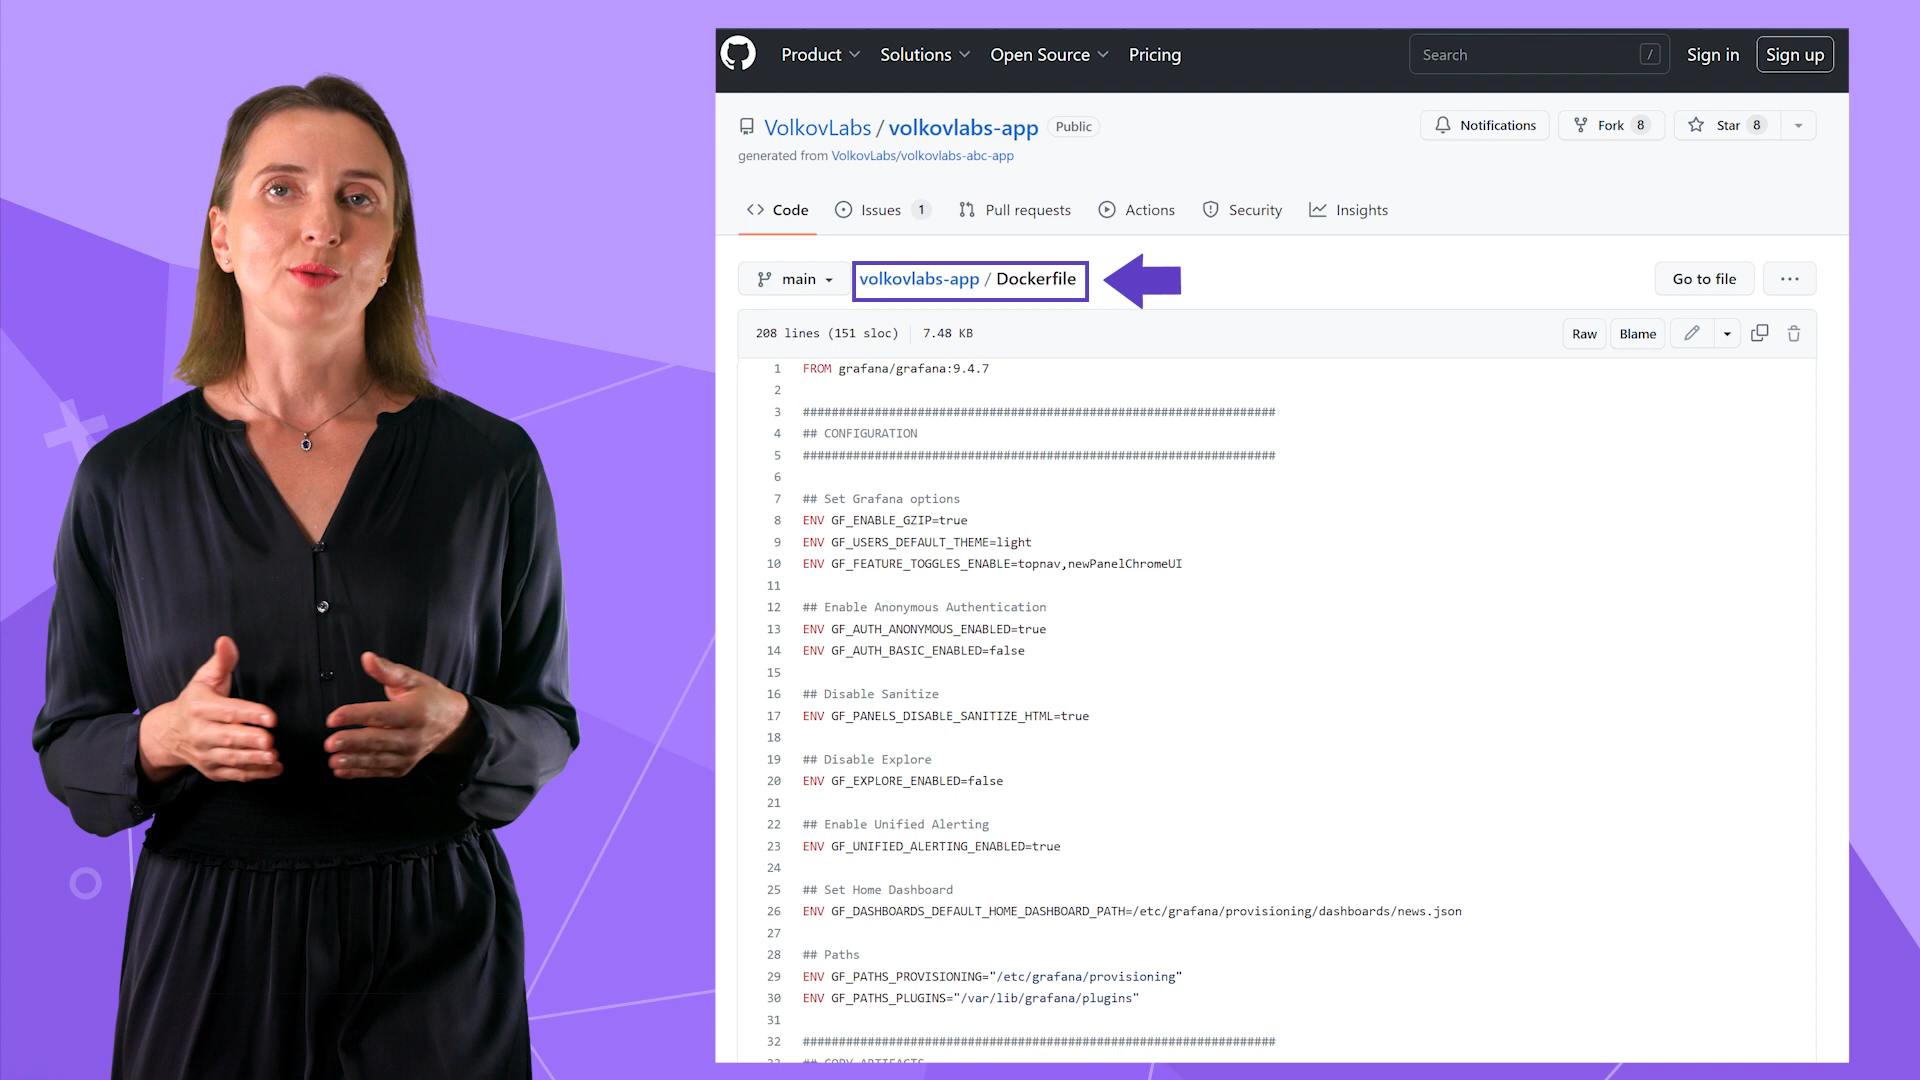 Product Solutions Open Source Pricing Search / Sign in Sign up
VolkovLabs / volkovlabs-app Public Notifications Fork 8 Star 8
generated from VolkovLabs/volkovlabs-abc-app
Code Issues 1 Pull requests Actions Security Insights
main volkovlabs-app / Dockerfile Go to file ...
208 lines (151 sloc) 7.48 KB Raw Blame
1 FROM grafana/grafana:9.4.7
2
3 ##################################################################
4 ## CONFIGURATION
5 ##################################################################
6
7 ## Set Grafana options
8 ENV GF_ENABLE_GZIP=true
9 ENV GF_USERS_DEFAULT_THEME=light
10 ENV GF_FEATURE_TOGGLES_ENABLE=topnav,newPanelChromeUI
11
12 ## Enable Anonymous Authentication
13 ENV GF_AUTH_ANONYMOUS_ENABLED=true
14 ENV GF_AUTH_BASIC_ENABLED=false
15
16 ## Disable Sanitize
17 ENV GF_PANELS_DISABLE_SANITIZE_HTML=true
18
19 ## Disable Explore
20 ENV GF_EXPLORE_ENABLED=false
21
22 ## Enable Unified Alerting
23 ENV GF_UNIFIED_ALERTING_ENABLED=true
24
25 ## Set Home Dashboard
26 ENV GF_DASHBOARDS_DEFAULT_HOME_DASHBOARD_PATH=/etc/grafana/provisioning/dashboards/news.json
27
28 ## Paths
29 ENV GF_PATHS_PROVISIONING="/etc/grafana/provisioning"
30 ENV GF_PATHS_PLUGINS="/var/lib/grafana/plugins"
31
32 ##################################################################
33 ## COPY ARTIFACTS